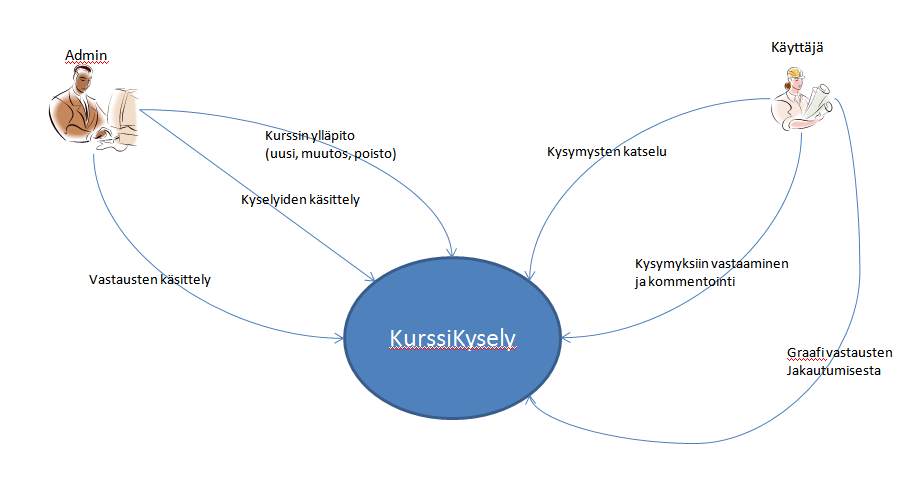 Admin
Käyttäjä
Kurssin ylläpito
(uusi, muutos, poisto)
Kysymysten katselu
Kyselyiden käsittely
Vastausten käsittely
Kysymyksiin vastaaminen
ja kommentointi
KurssiKysely
Graafi vastausten
Jakautumisesta